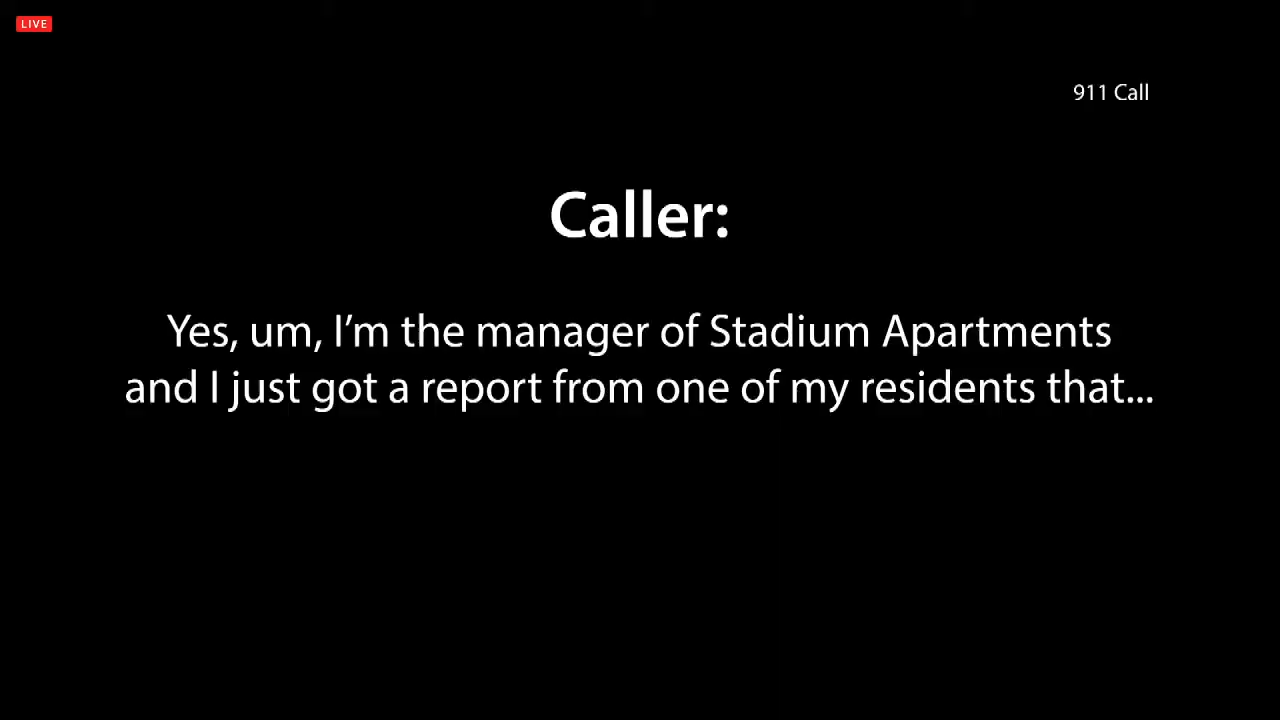 LIVE
911 Call
Caller:
Yes, um, I’m the manager of Stadium Apartments
and I just got a report from one of my residents that...